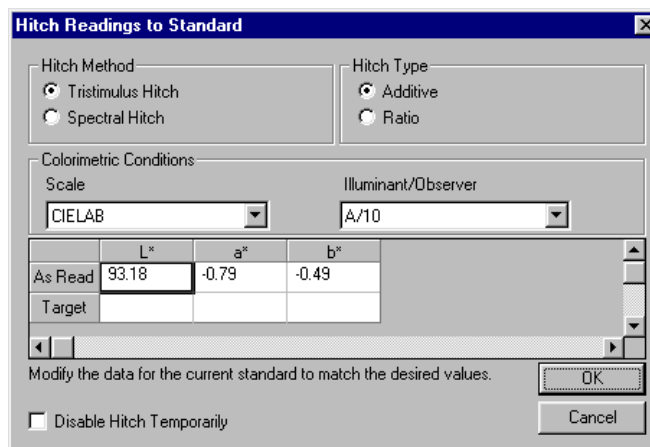 Hitch Readings to Standard
Hitch Method
Tristimulus Hitch
Spectral Hitch
Hitch Type
Additive
Ratio
Colorimetric Conditions
Scale
Illuminant/Observer
CIELAB
A/10
L* a* b*
As Read 93.18 -0.79 -0.49
Target
Modify the data for the current standard to match the desired values.
OK
Disable Hitch Temporarily
Cancel